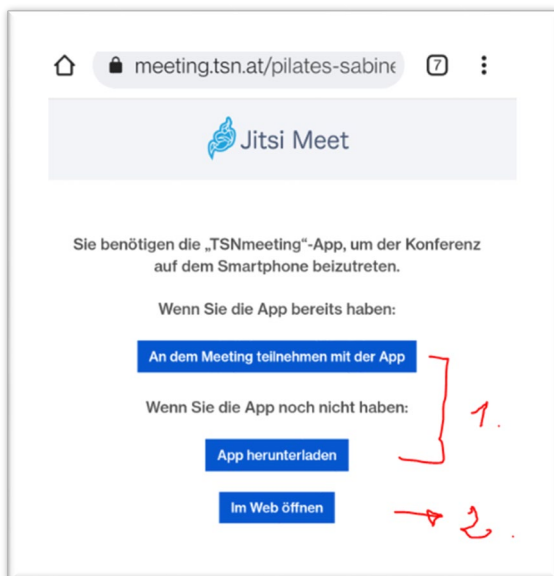 meeting.tsn.at/pilates-sabine 7
Jitsi Meet
Sie benötigen die „TSNmeeting“-App, um der Konferenz
auf dem Smartphone beizutreten.
Wenn Sie die App bereits haben:
An dem Meeting teilnehmen mit der App
Wenn Sie die App noch nicht haben:
1.
App herunterladen
Im Web öffnen
2.